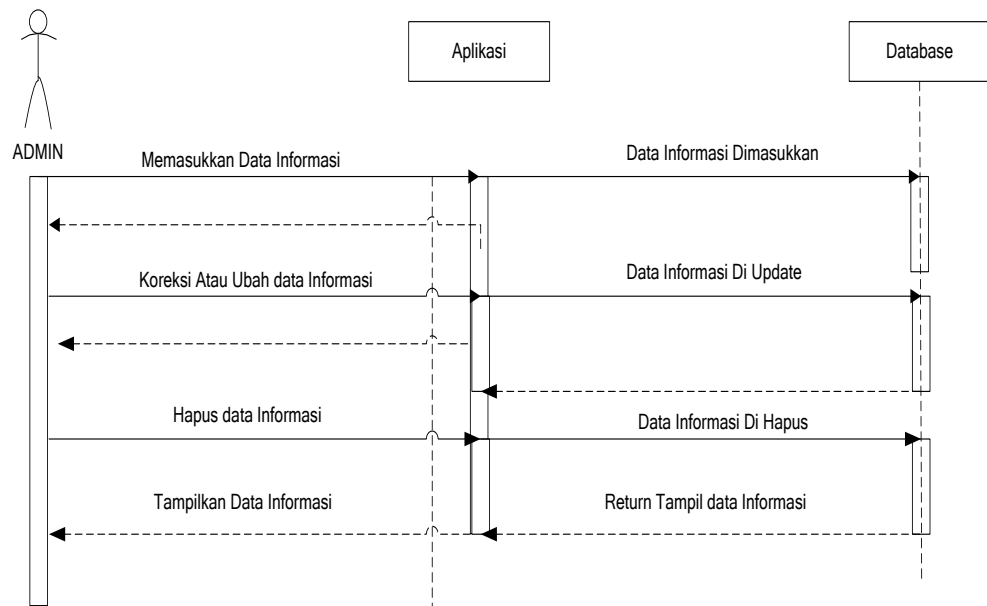 Aplikasi
Database
ADMIN
Memasukkan Data Informasi
Data Informasi Dimasukkan
Koreksi Atau Ubah data Informasi
Data Informasi Di Update
Hapus data Informasi
Data Informasi Di Hapus
Tampilkan Data Informasi
Return Tampil data Informasi